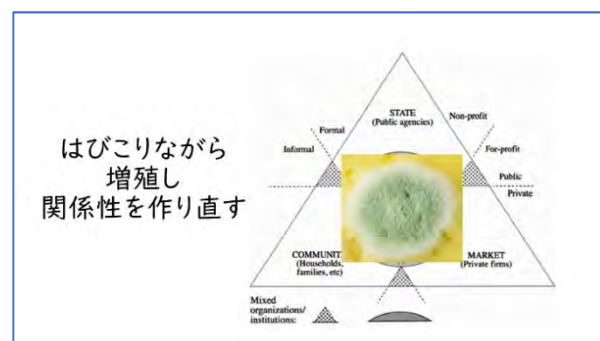 はびこりながら
増殖し
関係性を作り直す
STATE
(Public agencies)
Non-profit
Formal
Informal
For-profit
Public
Private
COMMUNIT
(Households,
families, etc)
MARKET
(Private firms)
Mixed
organizations/
institutions: